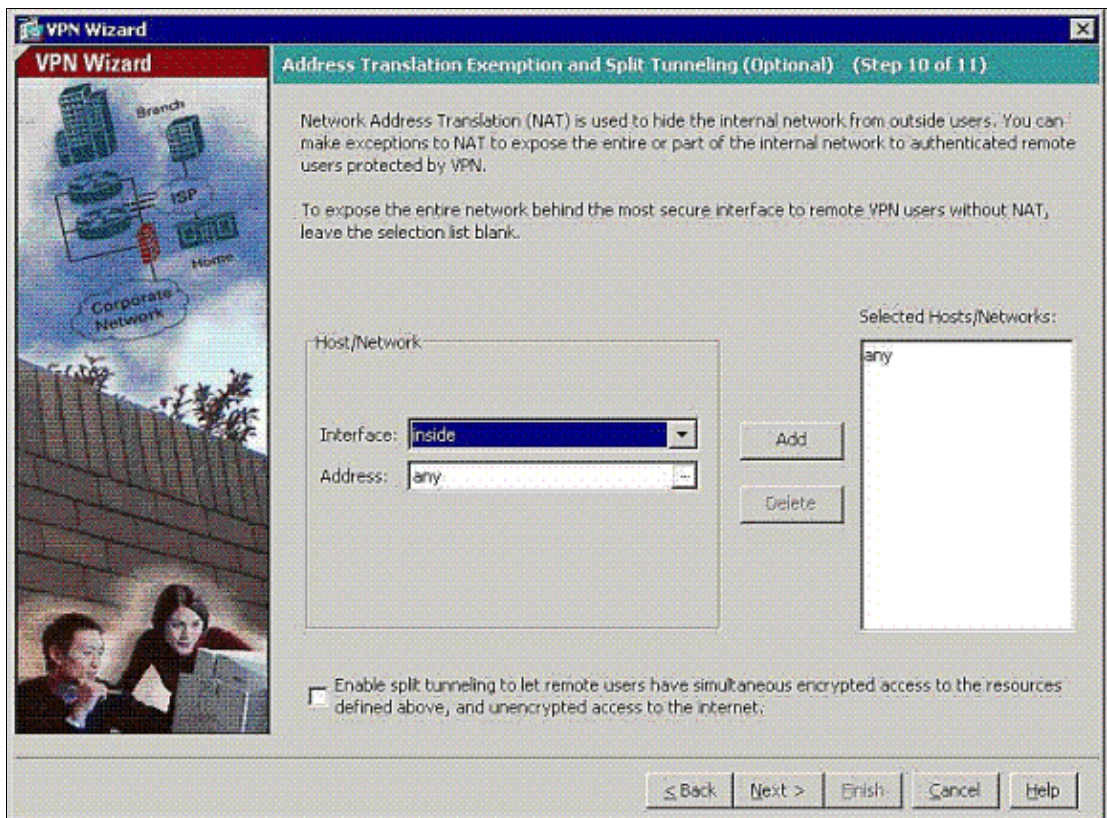 VPN Wizard
VPN Wizard
Branch
ISP
Home
Corporate
Network
Address Translation Exemption and Split Tunneling (Optional) (Step 10 of 11)
Network Address Translation (NAT) is used to hide the internal network from outside users. You can
make exceptions to NAT to expose the entire or part of the internal network to authenticated remote
users protected by VPN.
To expose the entire network behind the most secure interface to remote VPN users without NAT,
leave the selection list blank.
Host/Network
Interface: inside
Address: any ...
Add
Delete
Selected Hosts/Networks:
any
Enable split tunneling to let remote users have simultaneous encrypted access to the resources
defined above, and unencrypted access to the internet.
< Back Next > Finish Cancel Help